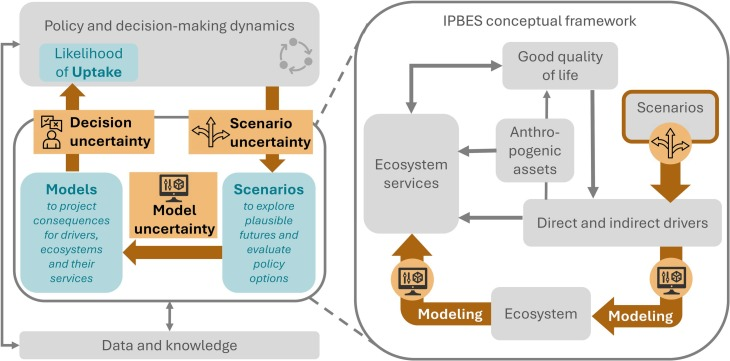 Policy and decision-making dynamics
Likelihood
of Uptake
Decision
uncertainty
Scenario
uncertainty
Models
to project
consequences
for drivers,
ecosystems
and their
services
Model
uncertainty
Scenarios
to explore
plausible
futures and
evaluate
policy
options
Data and knowledge
IPBES conceptual framework
Good quality
of life
Scenarios
Ecosystem
services
Anthro-
pogenic
assets
Direct and indirect drivers
Modeling
Ecosystem
Modeling